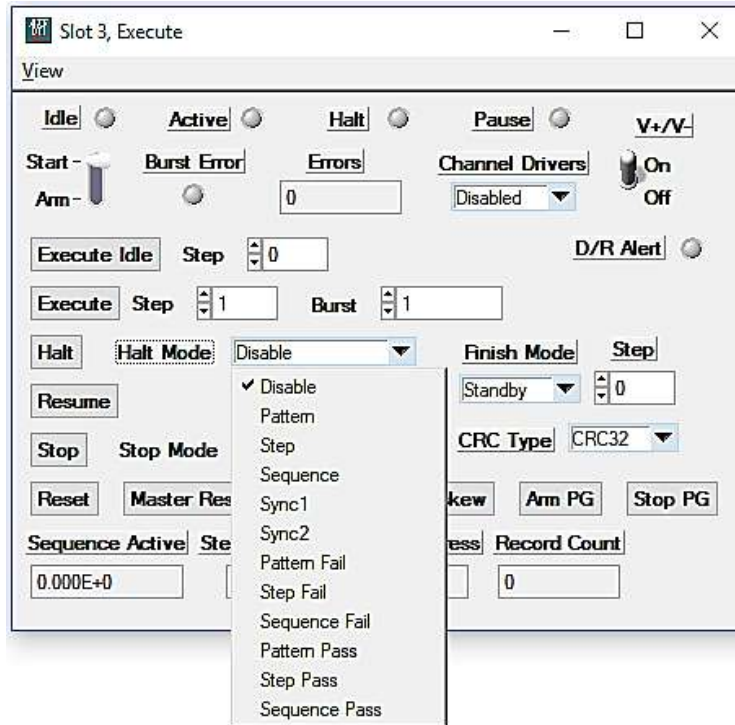 Slot 3, Execute
View
Idle Active Halt Pause V+/V-
Start - Burst Error Errors Channel Drivers On
Arm - 0 Disabled Off
Execute Idle Step 0 D/R Alert
Execute Step 1 Burst 1
Halt Halt Mode Disable Finish Mode Step
Resume Standby 0
Stop Stop Mode CRC Type CRC32
Reset Master Res kew Arm PG Stop PG
Sequence Active Ste ess Record Count
0.000E+0 0
Disable
Pattern
Step
Sequence
Sync1
Sync2
Pattern Fail
Step Fail
Sequence Fail
Pattern Pass
Step Pass
Sequence Pass